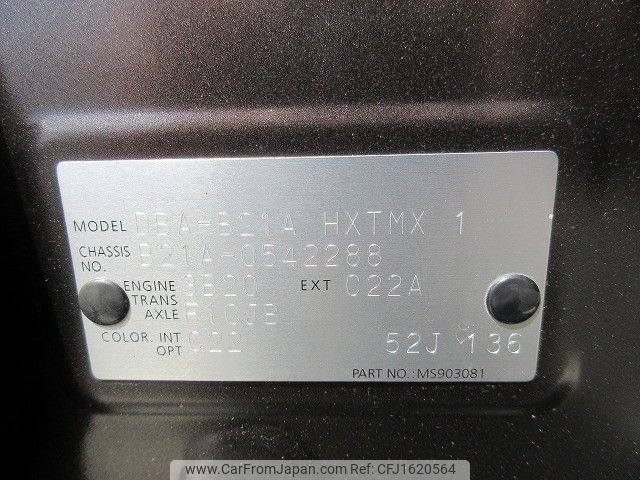 MODEL DBA-B21A HXTMX 1
CHASSIS NO. B21A-0542288
ENGINE 3B20 EXT C22A
TRANS AXLE F1CJB
COLOR. INT OPT C22 52J 136
PART NO.:MS903081
www.CarFromJapan.com ID:CFJ1620564